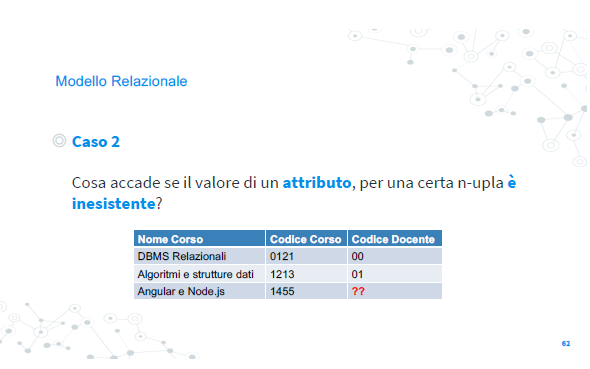 Modello Relazionale
Caso 2
Cosa accade se il valore di un attributo, per una certa n-upla è
inesistente?
Nome Corso Codice Corso Codice Docente
DBMS Relazionali 0121 00
Algoritmi e strutture dati 1213 01
Angular e Node.js 1455 ??
62